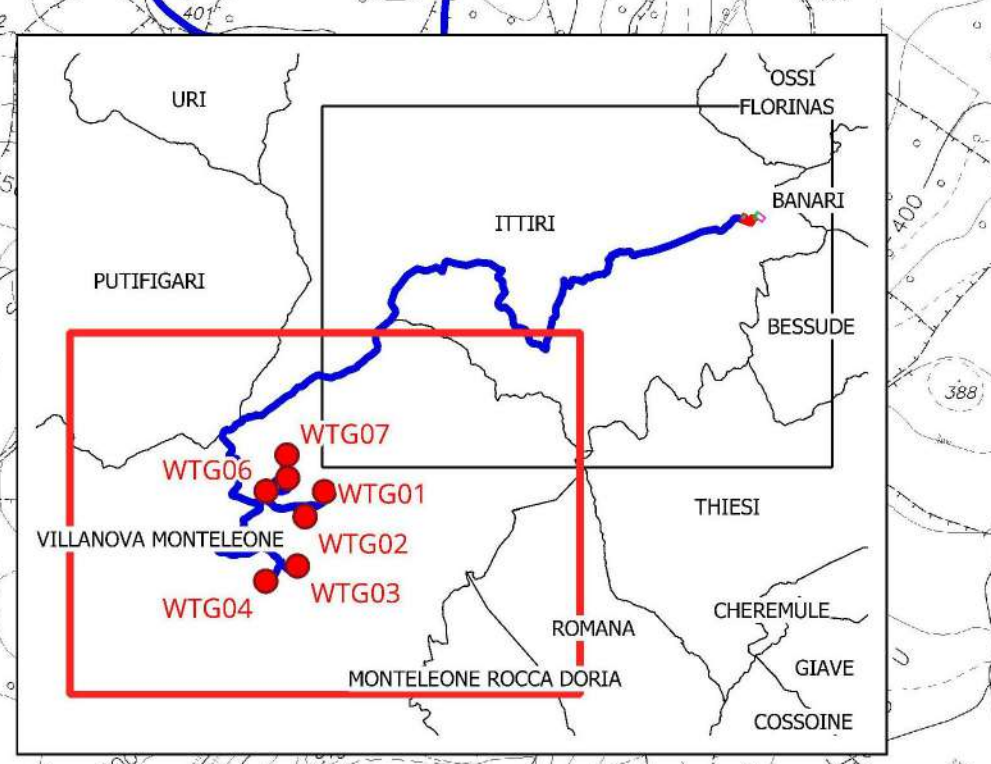 401
OSSI
URI
FLORINAS
BANARI
400
ITTIRI
PUTIFIGARI
BESSUDE
388
WTG07
WTG06
WTG01
THIESI
VILLANOVA MONTELEONE
WTG02
WTG03
WTG04
CHEREMULE
ROMANA
GIAVE
MONTELEONE ROCCA DORIA
COSSOINE